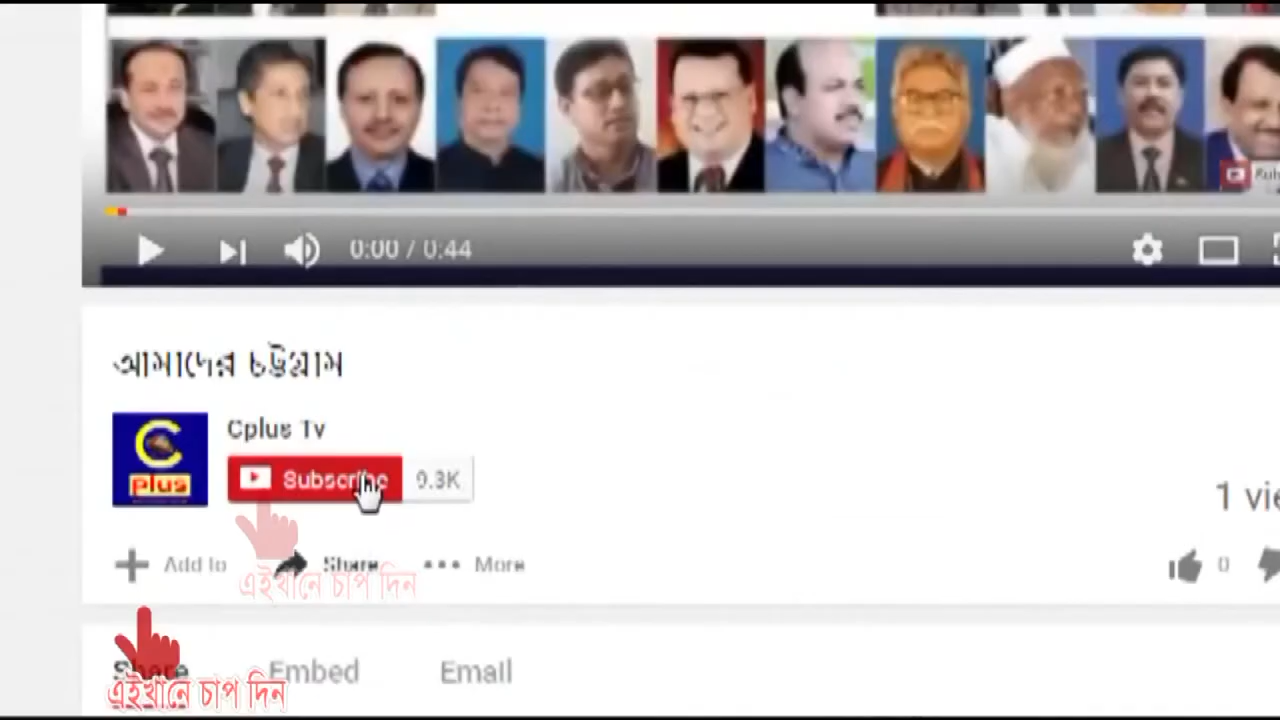 0:00 / 0:44
আমাদের চট্টগ্রাম
C
plus
Cplus Tv
Subscribe 9.3K
1 vie
Add to Share More 0
এইখানে চাপ দিন
Share Embed Email
এইখানে চাপ দিন